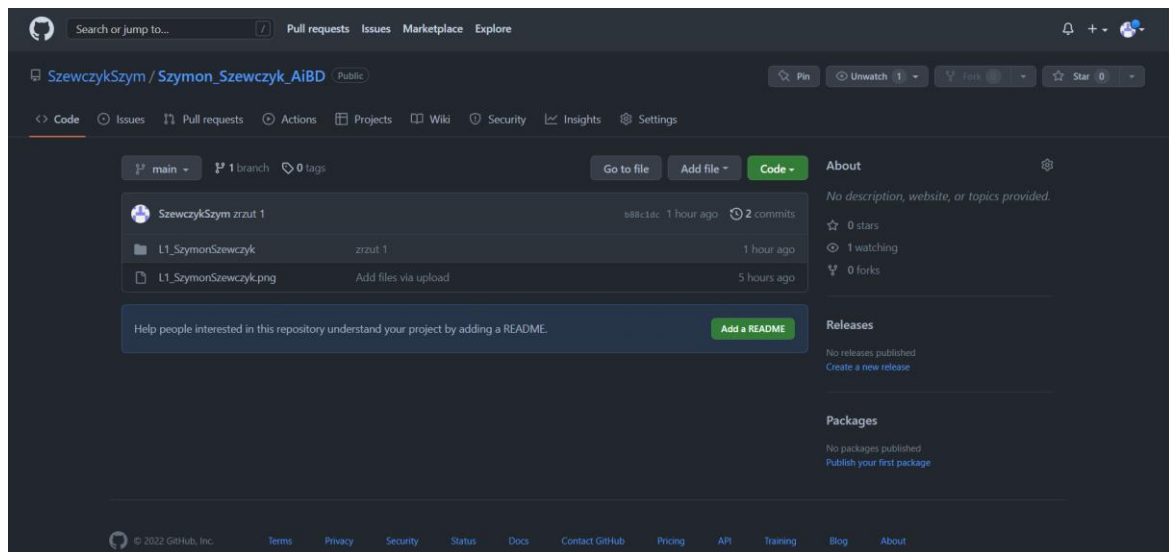 Search or jump to... / Pull requests Issues Marketplace Explore
SzewczykSzym / Szymon_Szewczyk_AiBD Public
Pin Unwatch 1 Fork 0 Star 0
<> Code Issues Pull requests Actions Projects Wiki Security Insights Settings
main 1 branch 0 tags Go to file Add file Code
SzewczykSzym zrzut 1 b88c1dc 1 hour ago 2 commits
L1_SzymonSzewczyk zrzut 1 1 hour ago
L1_SzymonSzewczyk.png Add files via upload 5 hours ago
Help people interested in this repository understand your project by adding a README. Add a README
About
No description, website, or topics provided.
0 stars
1 watching
0 forks
Releases
No releases published
Create a new release
Packages
No packages published
Publish your first package
© 2022 GitHub, Inc. Terms Privacy Security Status Docs Contact GitHub Pricing API Training Blog About